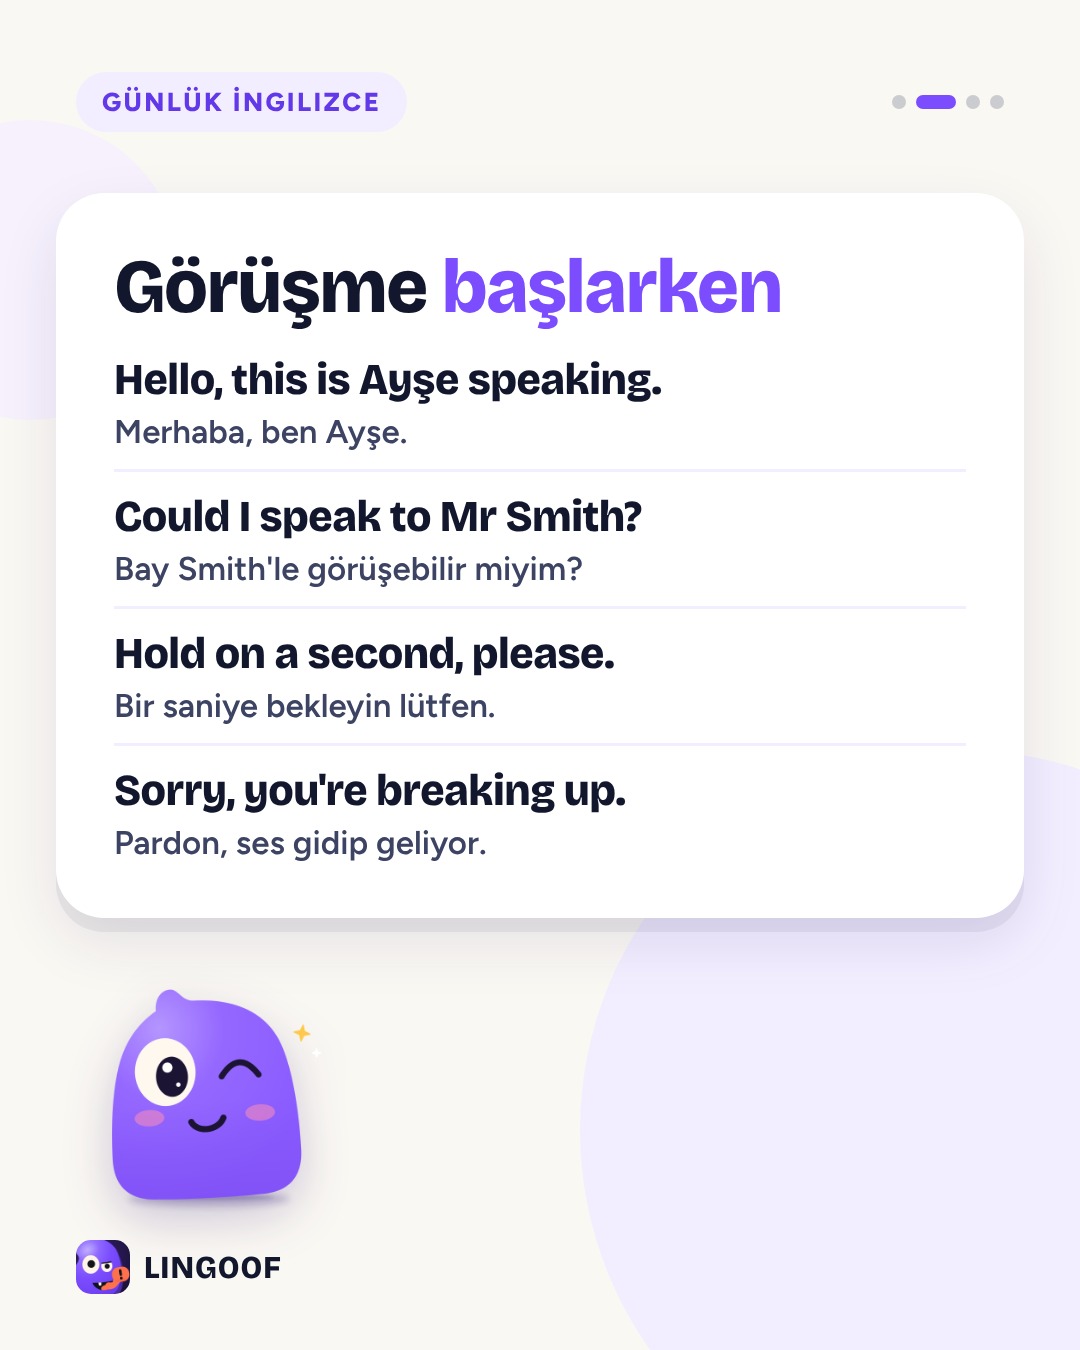 GÜNLÜK İNGILIZCE
Görüşme başlarken
Hello, this is Ayşe speaking.
Merhaba, ben Ayşe.
Could I speak to Mr Smith?
Bay Smith'le görüşebilir miyim?
Hold on a second, please.
Bir saniye bekleyin lütfen.
Sorry, you're breaking up.
Pardon, ses gidip geliyor.
LINGOOF